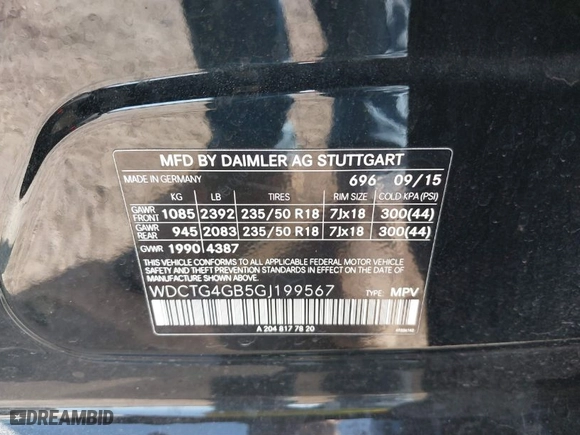 MFD BY DAIMLER AG STUTTGART
MADE IN GERMANY 696 09/15
KG LB TIRES RIM SIZE COLD KPA (PSI)
GAWR FRONT 1085 2392 235/50 R18 7Jx18 300(44)
GAWR REAR 945 2083 235/50 R18 7Jx18 300(44)
GVWR 1990 4387
THIS VEHICLE CONFORMS TO ALL APPLICABLE FEDERAL MOTOR VEHICLE
SAFETY AND THEFT PREVENTION STANDARDS IN EFFECT ON THE
DATE OF MANUFACTURE SHOWN ABOVE.
WDCTG4GB5GJ199567 TYPE: MPV
A 204 817 78 20
DREAMBID